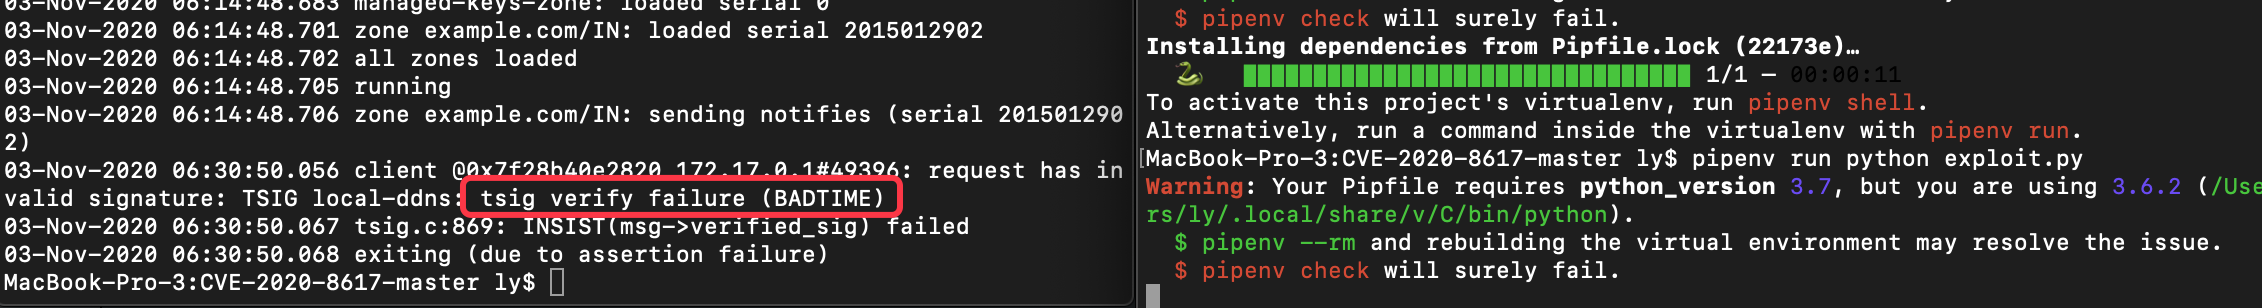 03-Nov-2020 06:14:48.683 managed-keys-zone: loaded serial 0
03-Nov-2020 06:14:48.701 zone example.com/IN: loaded serial 2015012902
03-Nov-2020 06:14:48.702 all zones loaded
03-Nov-2020 06:14:48.705 running
03-Nov-2020 06:14:48.706 zone example.com/IN: sending notifies (serial 201501290
2)
03-Nov-2020 06:30:50.056 client @0x7f28b40e2820 172.17.0.1#49396: request has in
valid signature: TSIG local-ddns: tsig verify failure (BADTIME)
03-Nov-2020 06:30:50.067 tsig.c:869: INSIST(msg->verified_sig) failed
03-Nov-2020 06:30:50.068 exiting (due to assertion failure)
MacBook-Pro-3:CVE-2020-8617-master ly$
$ pipenv check will surely fail.
Installing dependencies from Pipfile.lock (22173e)…
1/1 — 00:00:11
To activate this project's virtualenv, run pipenv shell.
Alternatively, run a command inside the virtualenv with pipenv run.
[MacBook-Pro-3:CVE-2020-8617-master ly$ pipenv run python exploit.py
Warning: Your Pipfile requires python_version 3.7, but you are using 3.6.2 (/Use
rs/ly/.local/share/v/C/bin/python).
$ pipenv --rm and rebuilding the virtual environment may resolve the issue.
$ pipenv check will surely fail.